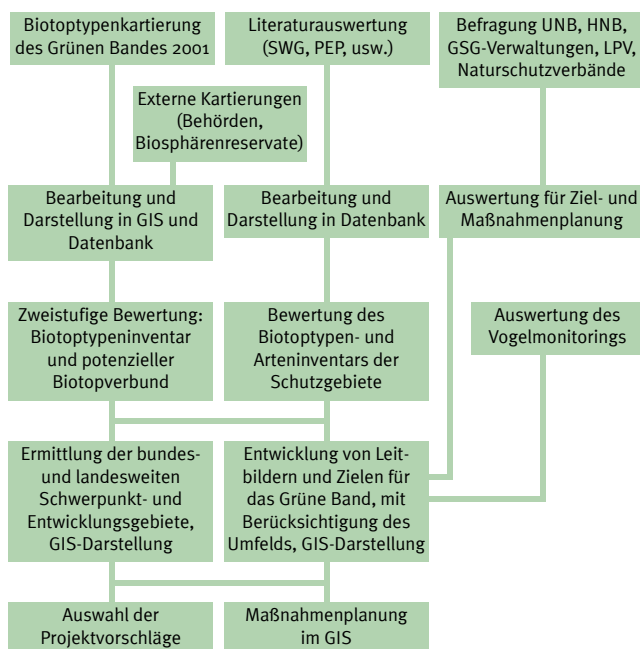 Biotoptypenkartierung
des Grünen Bandes 2001
Literaturauswertung
(SWG, PEP, usw.)
Befragung UNB, HNB,
GSG-Verwaltungen, LPV,
Naturschutzverbände
Externe Kartierungen
(Behörden,
Biosphärenreservate)
Bearbeitung und
Darstellung in GIS und
Datenbank
Bearbeitung und
Darstellung in Datenbank
Auswertung für Ziel- und
Maßnahmenplanung
Zweistufige Bewertung:
Biotoptypeninventar
und potenzieller
Biotopverbund
Bewertung des
Biotoptypen- und
Arteninventars der
Schutzgebiete
Auswertung des
Vogelmonitorings
Ermittlung der bundes-
und landesweiten
Schwerpunkt- und
Entwicklungsgebiete,
GIS-Darstellung
Entwicklung von Leit-
bildern und Zielen für
das Grüne Band, mit
Berücksichtigung des
Umfelds, GIS-Darstellung
Auswahl der
Projektvorschläge
Maßnahmenplanung
im GIS